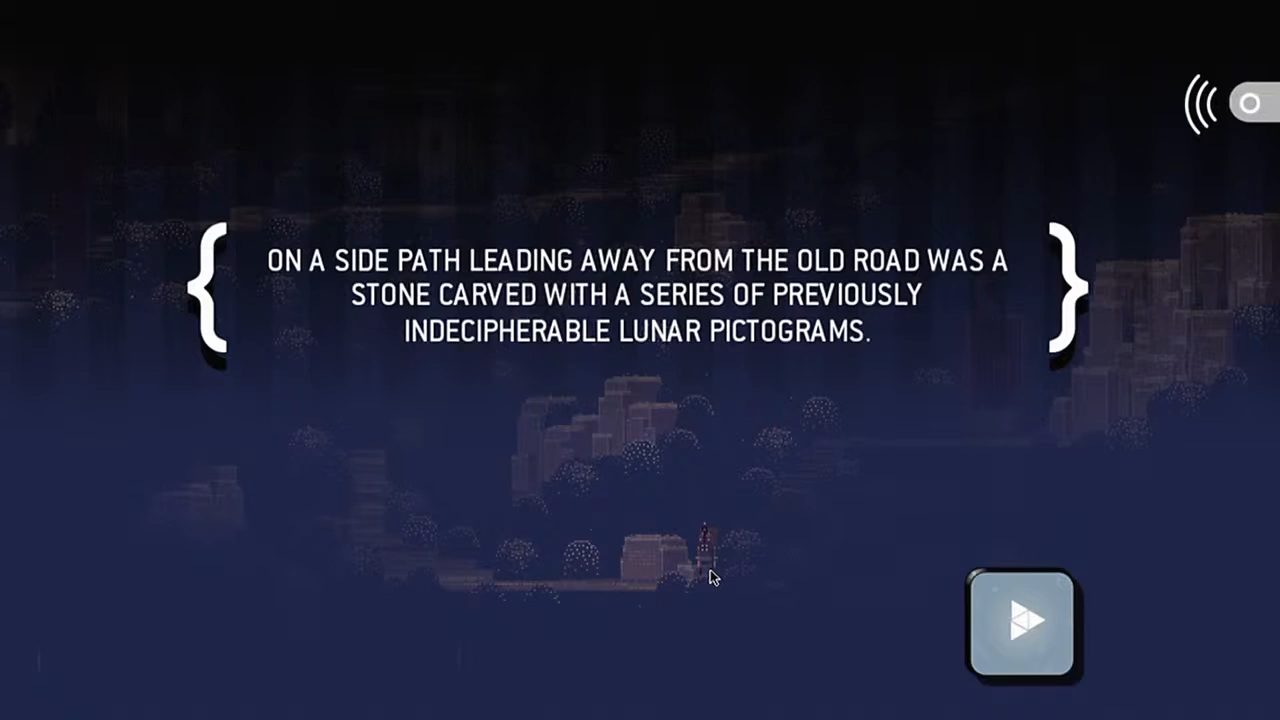 ON A SIDE PATH LEADING AWAY FROM THE OLD ROAD WAS A
STONE CARVED WITH A SERIES OF PREVIOUSLY
INDECIPHERABLE LUNAR PICTOGRAMS.